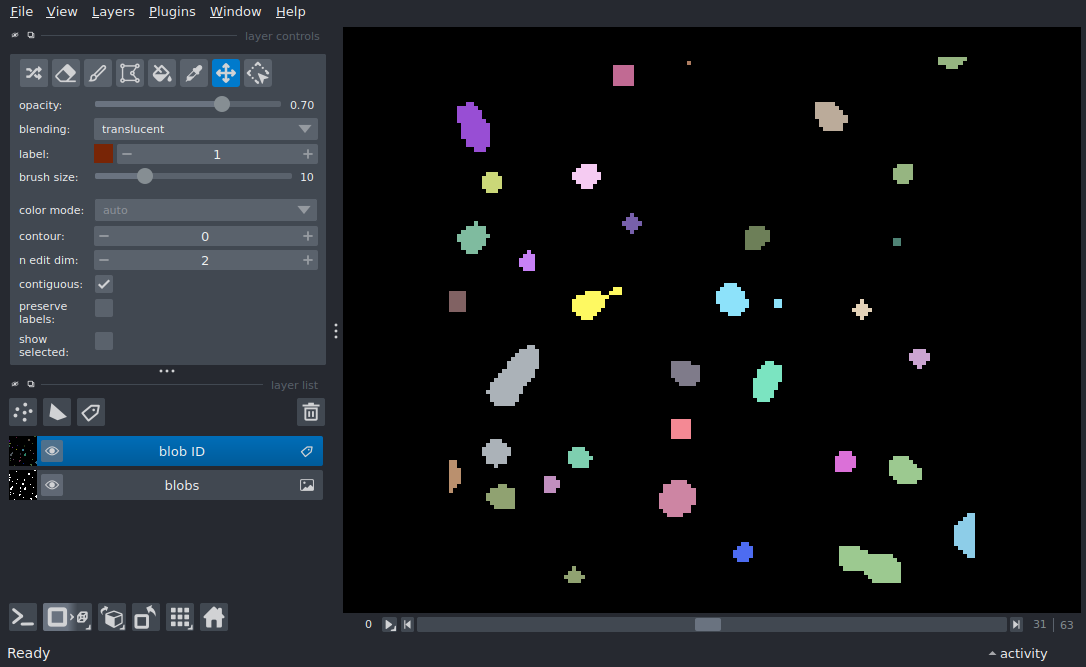 File View Layers Plugins Window Help
layer controls
opacity: 0.70
blending: translucent
label: 1
brush size: 10
color mode: auto
contour: 0
n edit dim: 2
contiguous:
preserve
labels:
show
selected:
layer list
blob ID
blobs
0 31 63
Ready activity